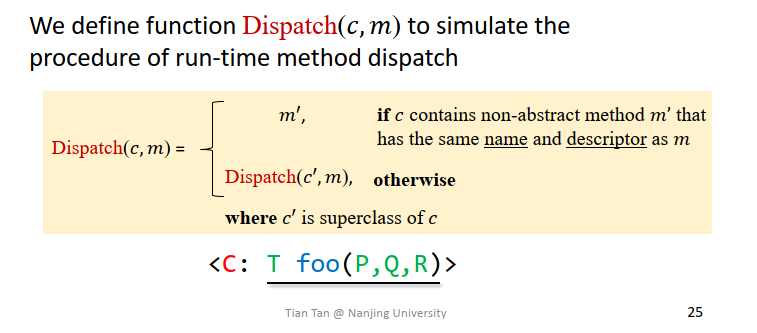 We define function Dispatch(c, m) to simulate the
procedure of run-time method dispatch
m′, if c contains non-abstract method m’ that
has the same name and descriptor as m
Dispatch(c, m) =
Dispatch(c′, m), otherwise
where c′ is superclass of c
<C: T foo(P,Q,R)>
Tian Tan @ Nanjing University 25